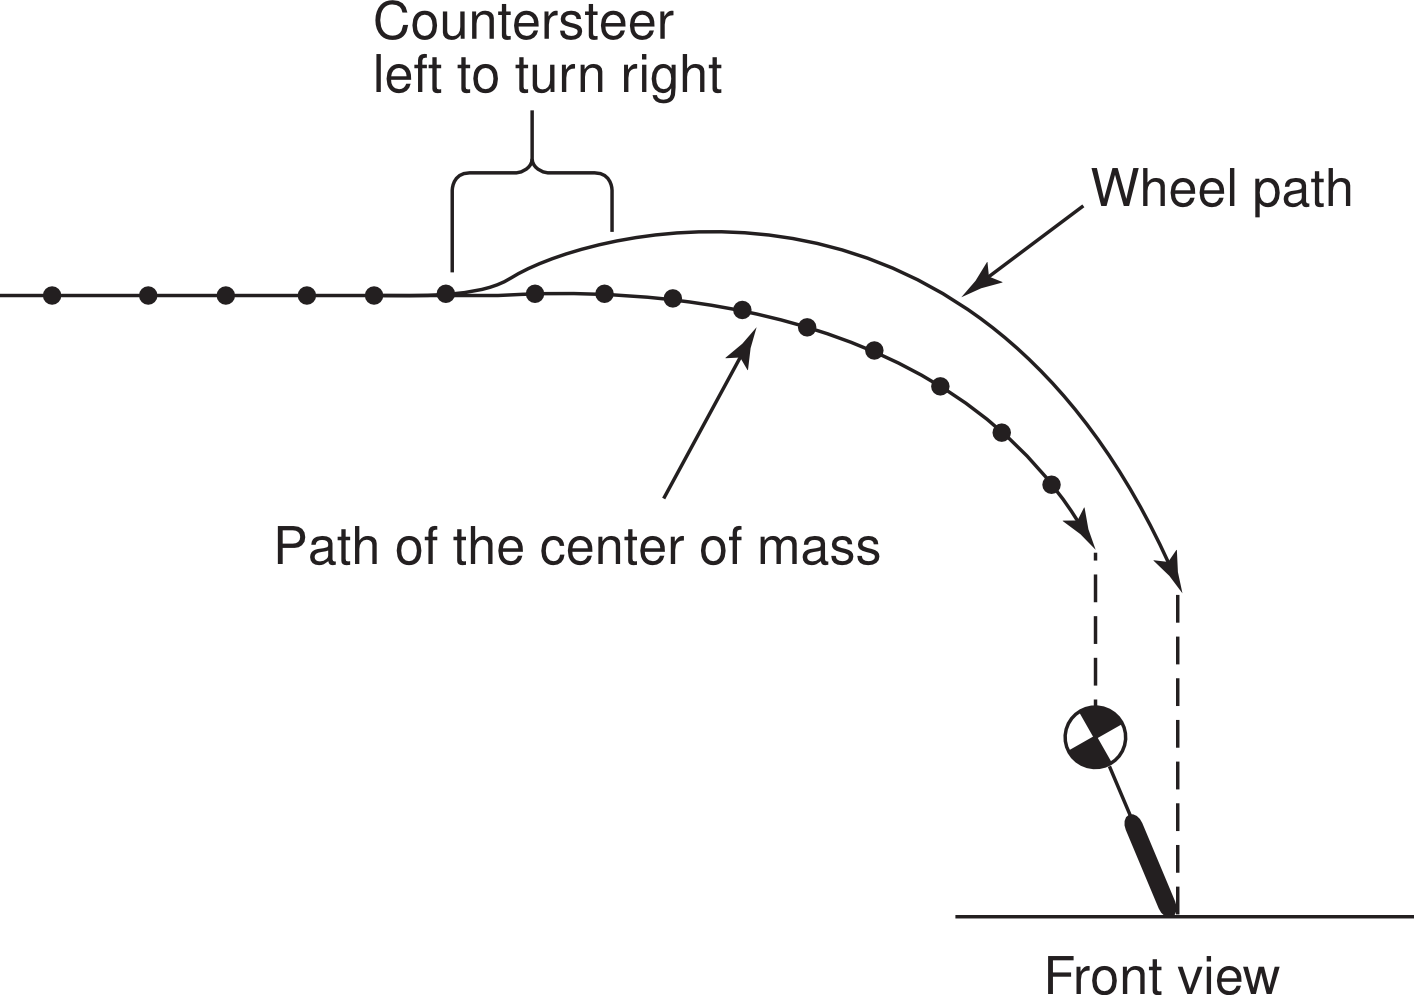 Countersteer
left to turn right
Wheel path
Path of the center of mass
Front view